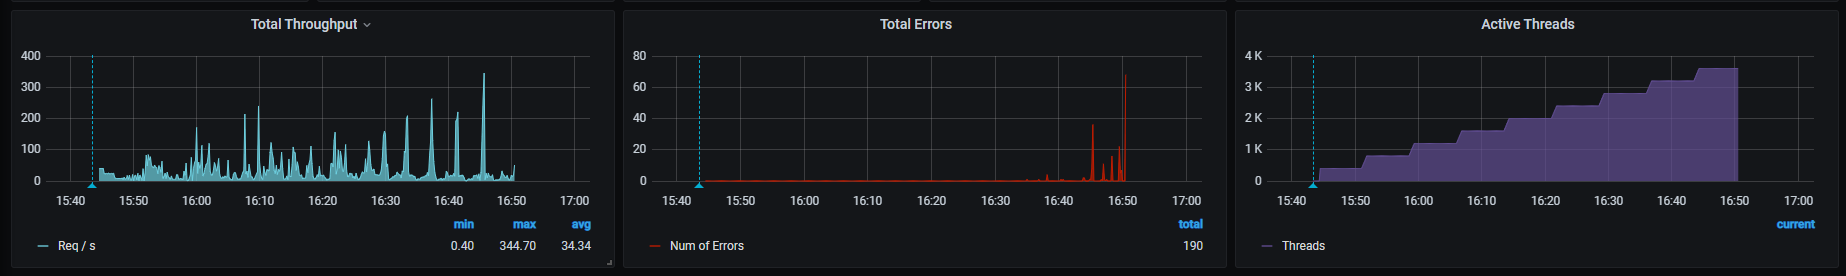 Total Throughput
400
300
200
100
0
15:40 15:50 16:00 16:10 16:20 16:30 16:40 16:50 17:00
min max avg
Req / s 0.40 344.70 34.34
Total Errors
80
60
40
20
0
15:40 15:50 16:00 16:10 16:20 16:30 16:40 16:50 17:00
total
Num of Errors 190
Active Threads
4 K
3 K
2 K
1 K
0
15:40 15:50 16:00 16:10 16:20 16:30 16:40 16:50 17:00
current
Threads